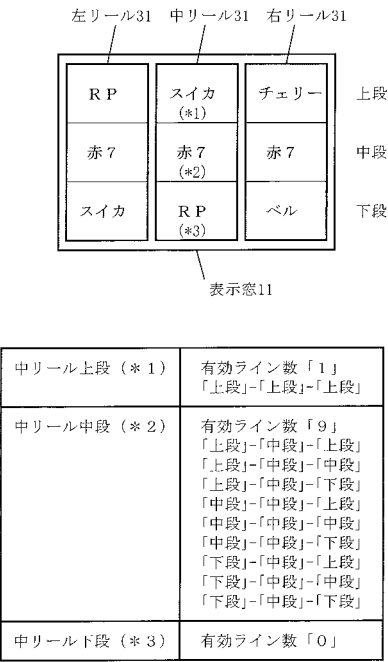 左リール31 中リール31 右リール31
RP スイカ チェリー 上段
(*1)
赤7 赤7 赤7 中段
(*2)
スイカ RP ベル 下段
(*3)
表示窓11
中リール上段(*1) 有効ライン数「1」
「上段」-「上段」-「上段」
中リール中段(*2) 有効ライン数「9」
「上段」-「中段」-「上段」
「上段」-「中段」-「中段」
「上段」-「中段」-「下段」
「中段」-「中段」-「上段」
「中段」-「中段」-「中段」
「中段」-「中段」-「下段」
「下段」-「中段」-「上段」
「下段」-「中段」-「中段」
「下段」-「中段」-「下段」
中リール下段(*3) 有効ライン数「0」